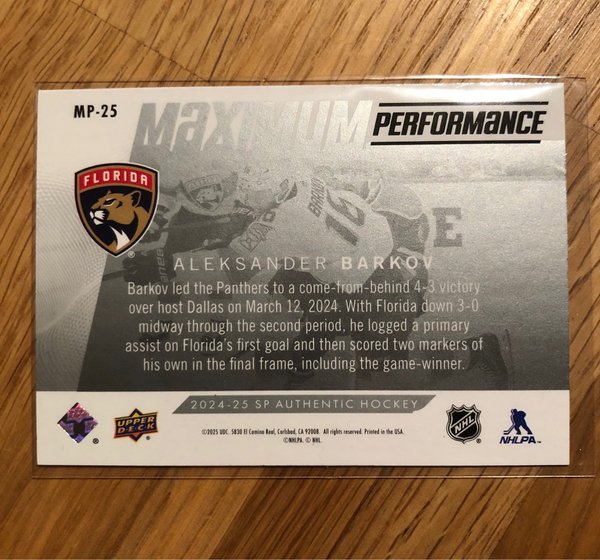 MP-25
MAXIMUM PERFORMANCE
FLORIDA
BARKOV
16
E
ALEKSANDER BARKOV
Barkov led the Panthers to a come-from-behind 4-3 victory
over host Dallas on March 12, 2024. With Florida down 3-0
midway through the second period, he logged a primary
assist on Florida's first goal and then scored two markers of
his own in the final frame, including the game-winner.
2024-25 SP AUTHENTIC HOCKEY
UPPER
DECK
NHL
NHLPA
©2025 UDC. 5830 El Camino Real, Carlsbad, CA 92008. All rights reserved. Printed in the USA.
©NHLPA. © NHL.